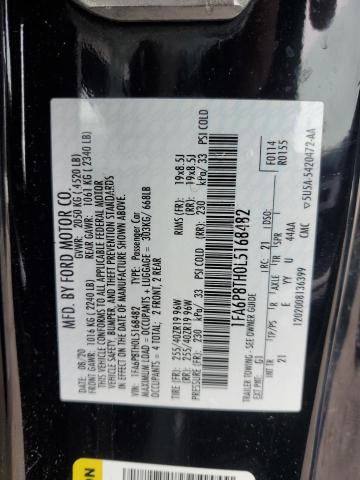 MFD. BY FORD MOTOR CO.
08/20 GVWR: 2050 KG ( 4520 LB)
GAWR: 1016 KG ( 2240 LB) REAR GAWR: 1061 KG ( 2340 LB)
THIS VEHICLE CONFORMS TO ALL APPLICABLE FEDERAL MOTOR
VEHICLE SAFETY, BUMPER, AND THEFT PREVENTION STANDARDS
IN EFFECT ON THE DATE OF MANUFACTURE SHOWN ABOVE.
VEHICLE: 1FA6P8TH0L5168482 TYPE: Passenger Car
MAXIMUM LOAD = OCCUPANTS + LUGGAGE = 303KG/ 668LB
OCCUPANTS = 4 TOTAL: 2 FRONT, 2 REAR
TIRES (FR): 255/40ZR19 96W RIMS (FR): 19x8.5J
TIRES (RR): 255/40ZR19 96W RIMS (RR): 19x8.5J
PRESSURE (FR): 230 kPa/ 33 PSI COLD (RR): 230 kPa/ 33 PSI COLD
1FA6P8TH0L5168482
TRAILER TOWING - SEE OWNER GUIDE
EXT PNT: G1 RC: 21 DSO: F0114
INT TR TP/PS R AXLE TR SPR R0155
21 E YY U 44AA
1202008136399 CMC 5U5A-5420472-AA
ON